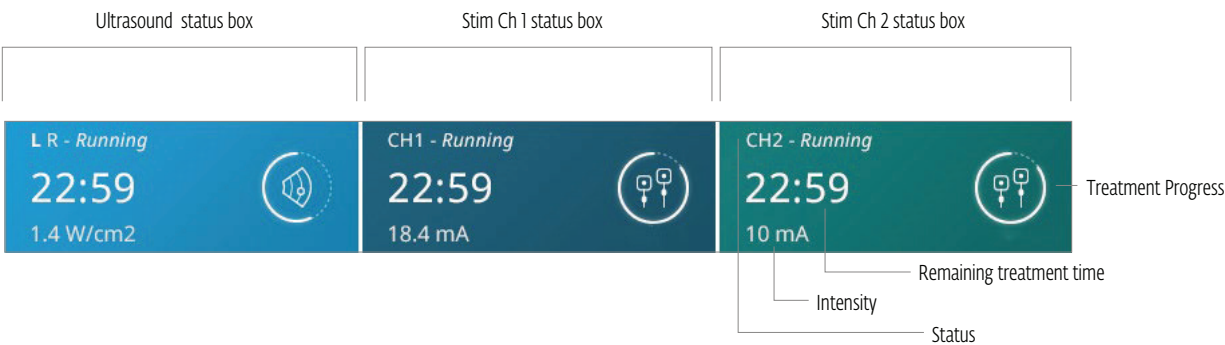 Ultrasound status box
Stim Ch 1 status box
Stim Ch 2 status box
L R - Running
22:59
1.4 W/cm2
CH1 - Running
22:59
18.4 mA
CH2 - Running
22:59
10 mA
Treatment Progress
Remaining treatment time
Intensity
Status